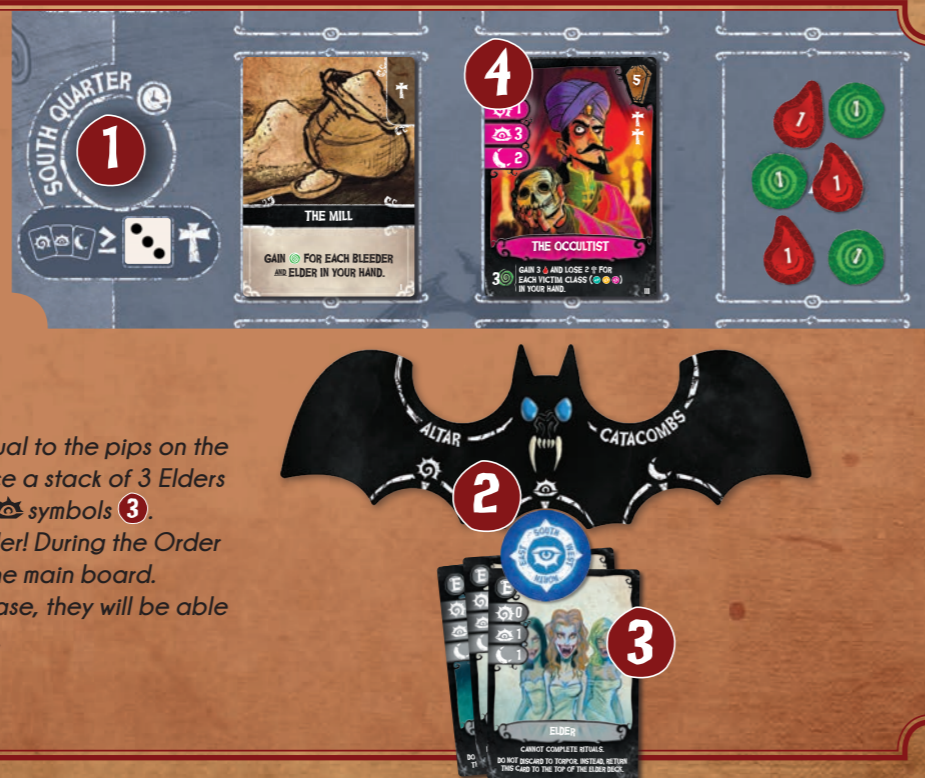 SOUTH QUARTER
1
THE MILL
GAIN FOR EACH BLEEDER
AND ELDER IN YOUR HAND.
4
5
1
3
2
THE OCCULTIST
3
GAIN 3 AND LOSE 2 FOR
EACH VICTIM CLASS ( )
IN YOUR HAND.
1 1
1 1
1 1
ual to the pips on the
e a stack of 3 Elders
symbols 3.
er! During the Order
e main board.
ase, they will be able
ALTAR
CATACOMBS
2
EAST SOUTH WEST NORTH
E E E
0
1
1
3
ELDER
CANNOT COMPLETE RITUALS.
DO NOT DISCARD TO TORPOR. INSTEAD, RETURN
THIS CARD TO THE TOP OF THE ELDER DECK.